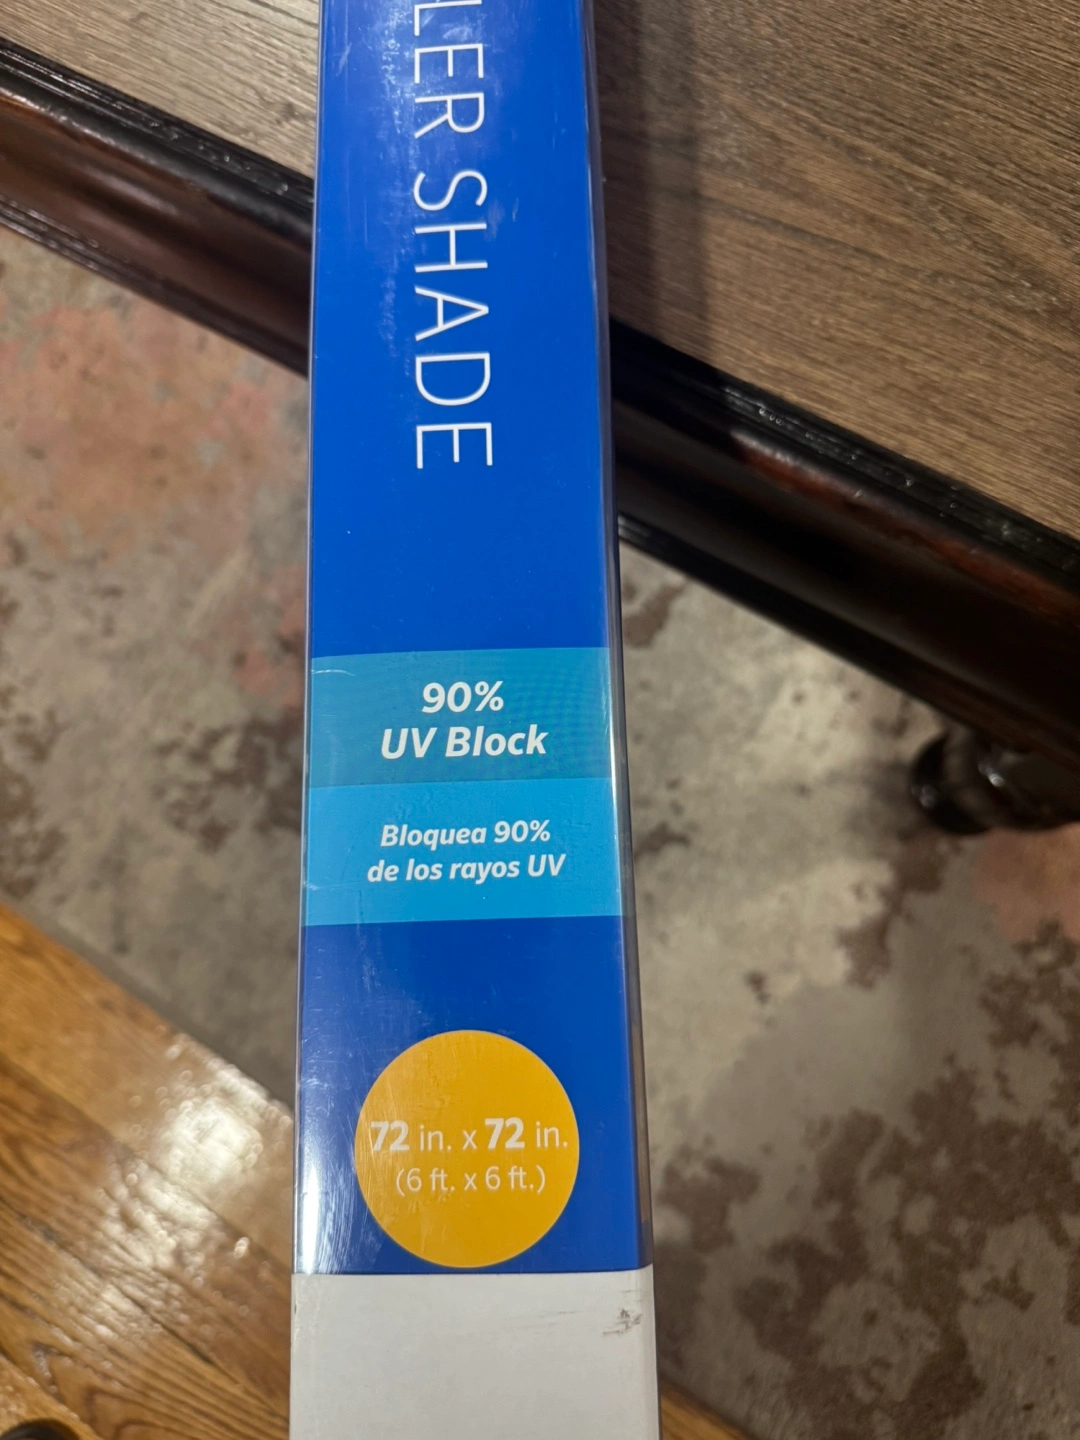 LER SHADE
90%
UV Block
Bloquea 90%
de los rayos UV
72 in. x 72 in.
(6 ft. x 6 ft.)